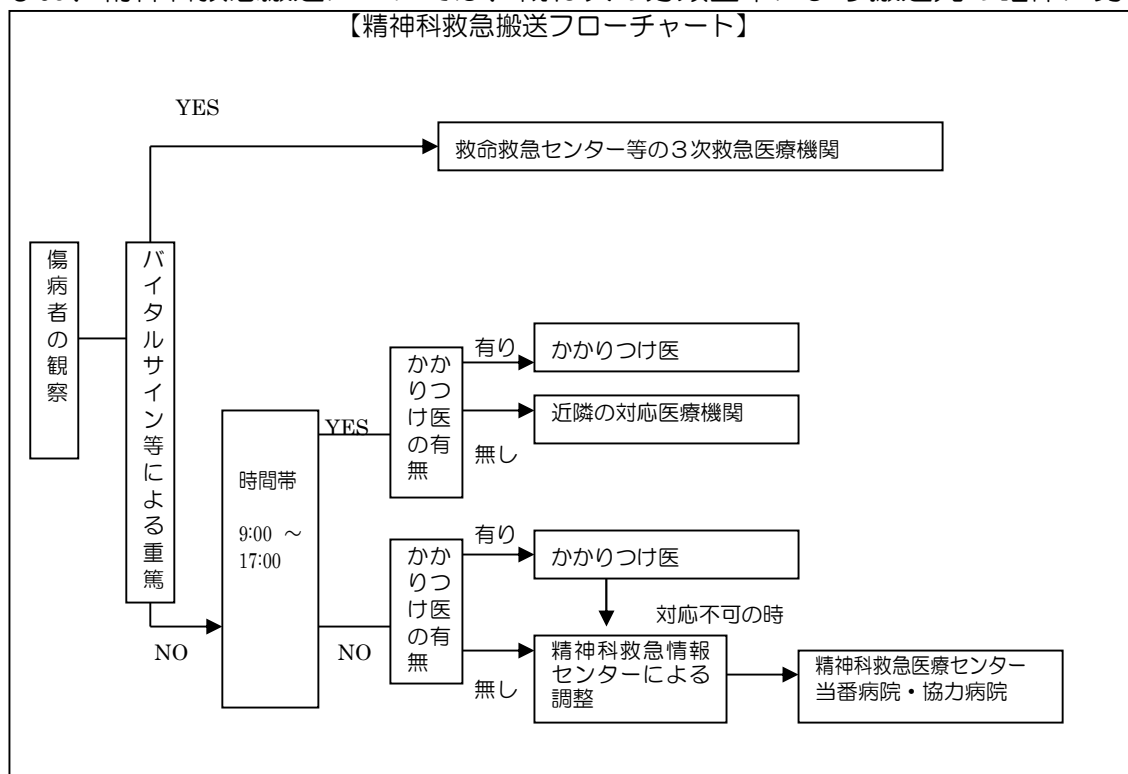 【精神科救急搬送フローチャート】
YES
救命救急センター等の３次救急医療機関
傷病者の観察
バイタルサイン等による重篤
NO
時間帯
9:00 ～
17:00
YES
かかりつけ医の有無
有り
かかりつけ医
無し
近隣の対応医療機関
NO
かかりつけ医の有無
有り
かかりつけ医
対応不可の時
無し
精神科救急情報
センターによる
調整
精神科救急医療センター
当番病院・協力病院